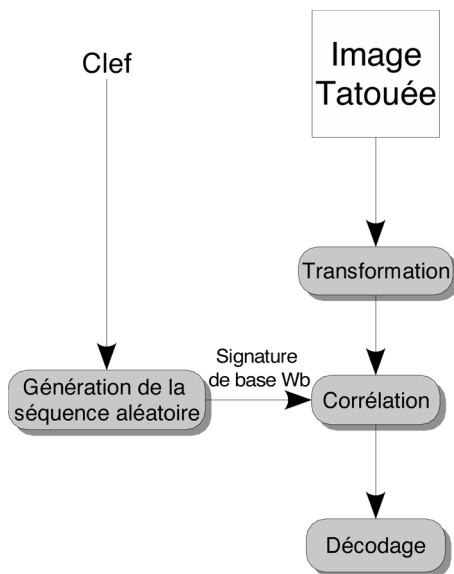 Clef
Image
Tatouée
Transformation
Génération de la
séquence aléatoire
Signature
de base Wb
Corrélation
Décodage